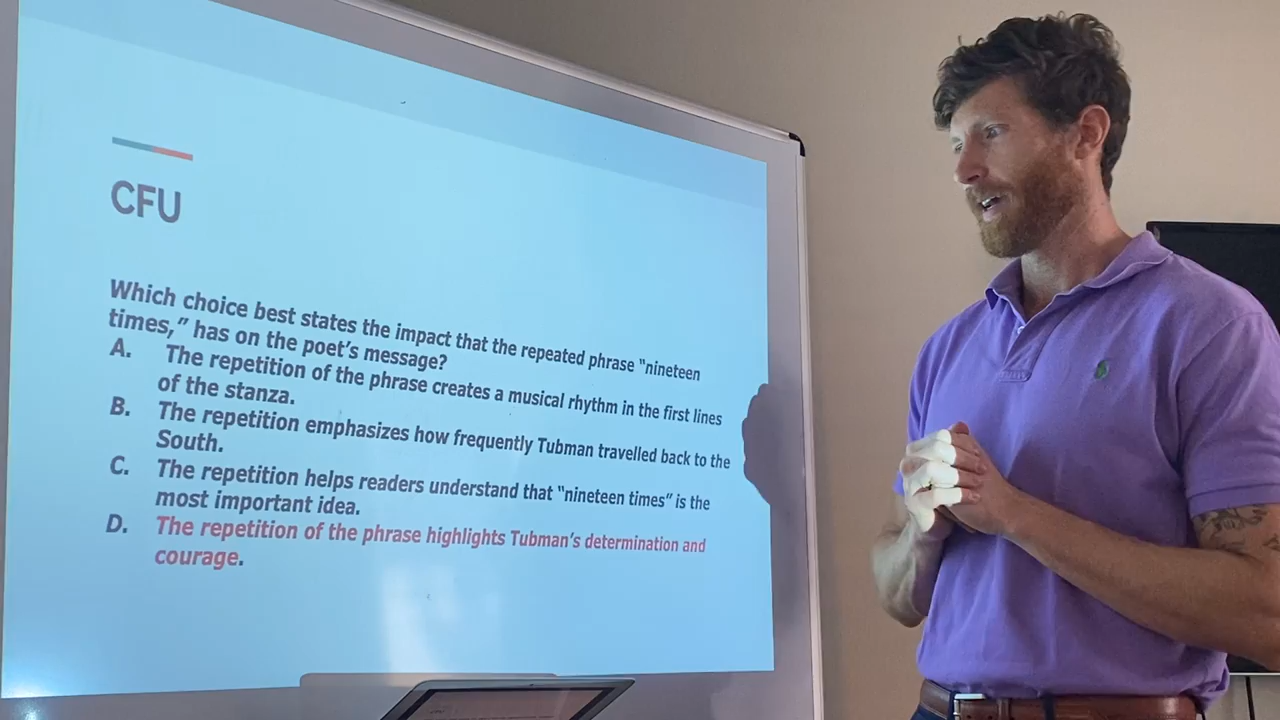 CFU
Which choice best states the impact that the repeated phrase “nineteen
times,” has on the poet’s message?
A. The repetition of the phrase creates a musical rhythm in the first lines
of the stanza.
B. The repetition emphasizes how frequently Tubman travelled back to the
South.
C. The repetition helps readers understand that “nineteen times” is the
most important idea.
D. The repetition of the phrase highlights Tubman’s determination and
courage.